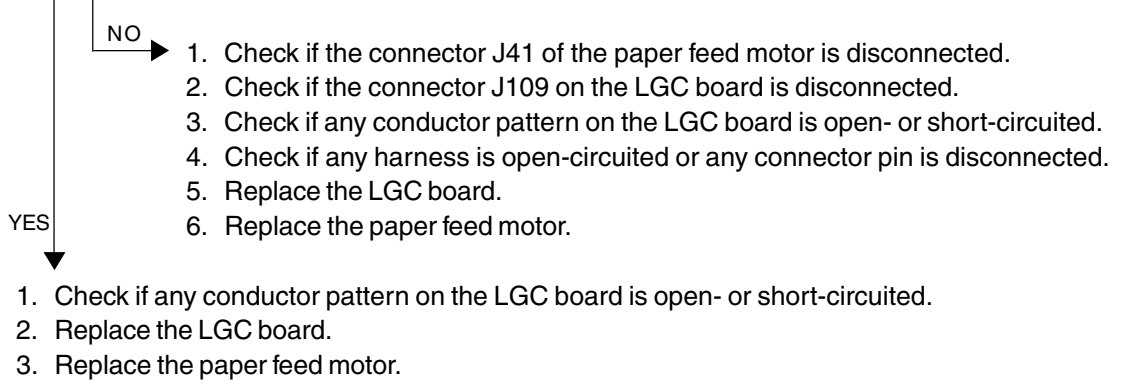 NO
1. Check if the connector J41 of the paper feed motor is disconnected.
2. Check if the connector J109 on the LGC board is disconnected.
3. Check if any conductor pattern on the LGC board is open- or short-circuited.
4. Check if any harness is open-circuited or any connector pin is disconnected.
5. Replace the LGC board.
6. Replace the paper feed motor.
YES
1. Check if any conductor pattern on the LGC board is open- or short-circuited.
2. Replace the LGC board.
3. Replace the paper feed motor.